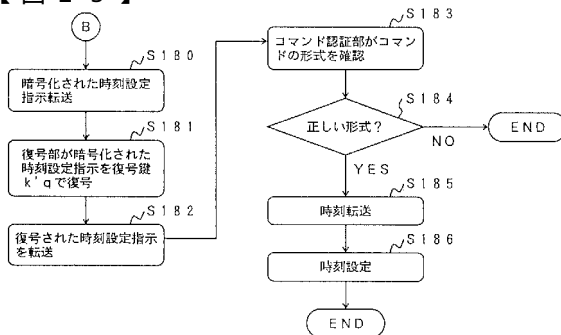 B
S180
暗号化された時刻設定
指示転送
S181
復号部が暗号化された
時刻設定指示を復号鍵
k'qで復号
S182
復号された時刻設定指示
を転送
S183
コマンド認証部がコマン
ドの形式を確認
S184
正しい形式?
NO
END
YES
S185
時刻転送
S186
時刻設定
END